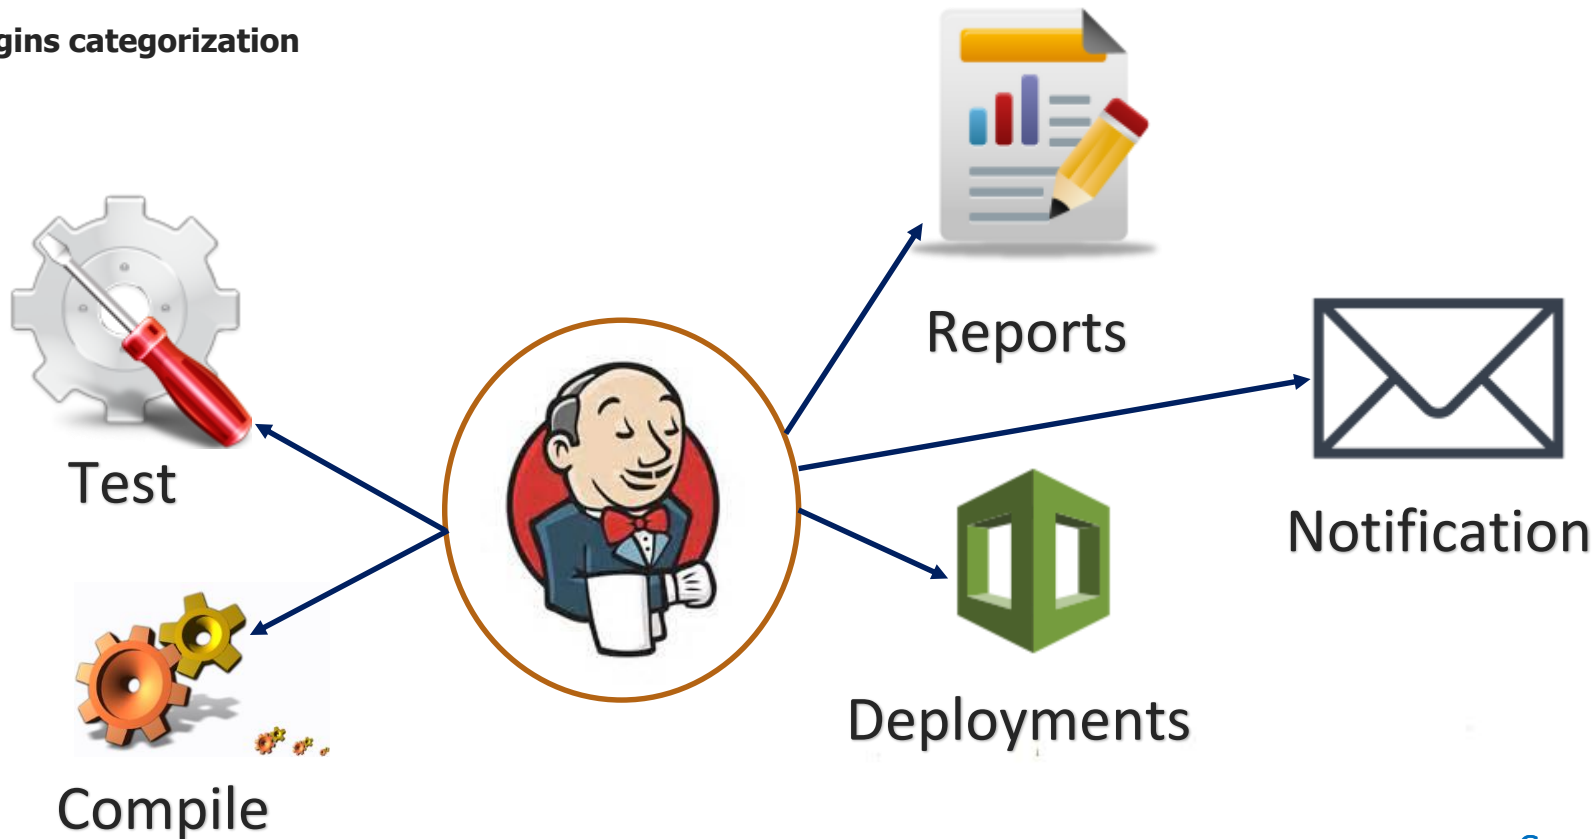 gins categorization
Reports
Test
Notification
Deployments
Compile